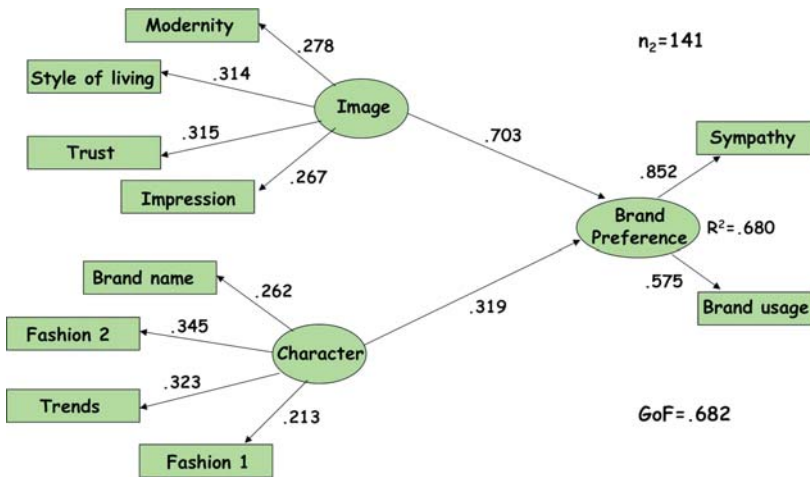 Modernity
n₂=141
.278
Style of living
.314
Image
Sympathy
.315
Trust
.703
.852
.267
Impression
Brand
Preference
R²=.680
Brand name
.262
.575
Brand usage
.319
Fashion 2
.345
Character
.323
Trends
.213
GoF=.682
Fashion 1